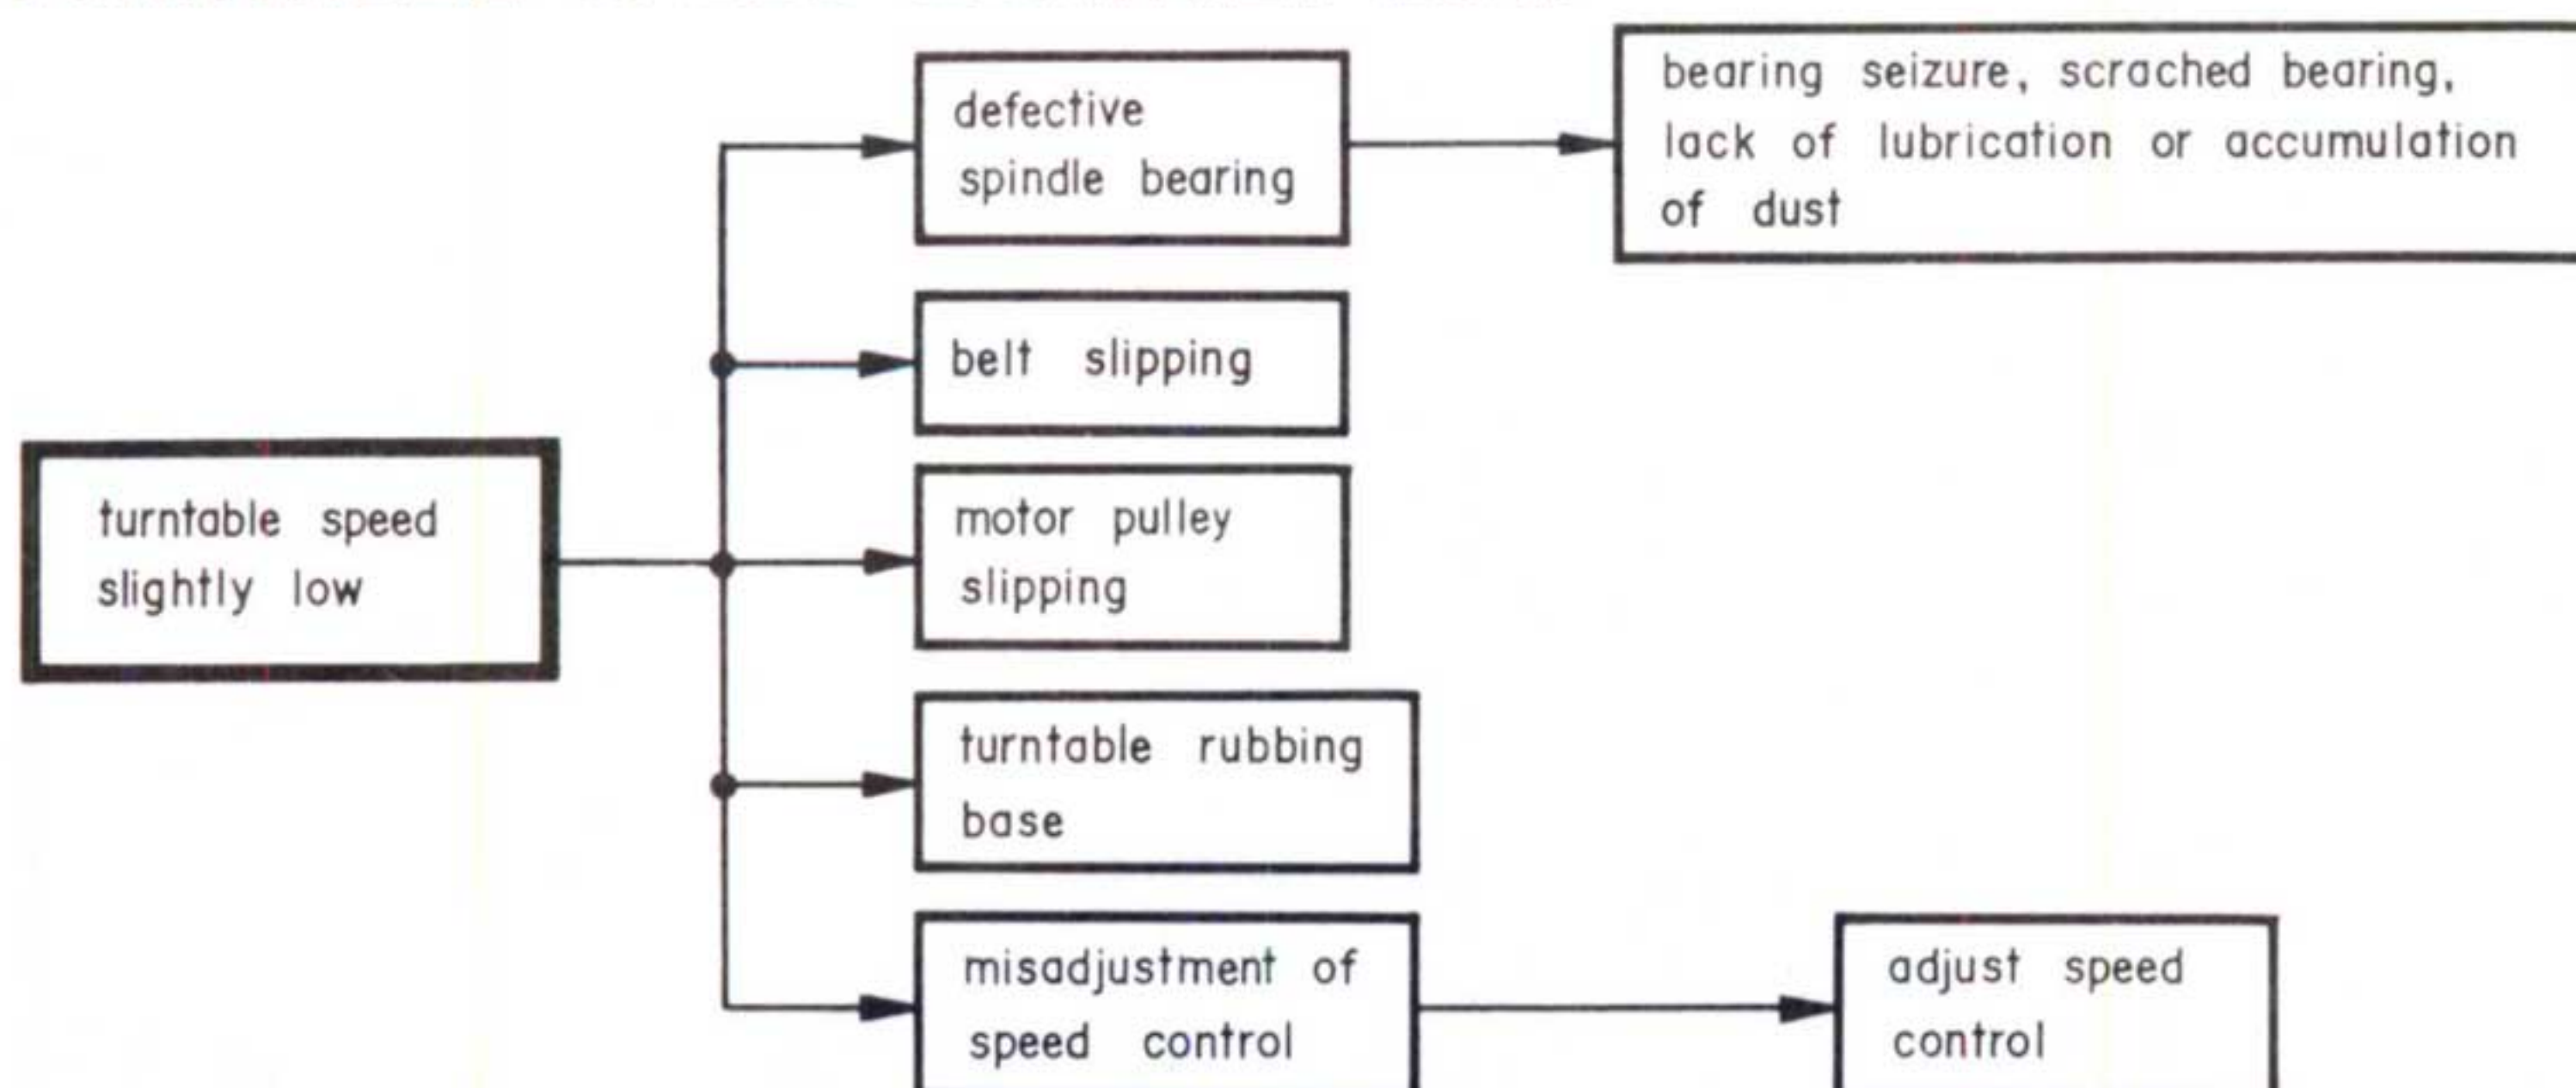 defective
spindle bearing
bearing seizure, scrached bearing,
lack of lubrication or accumulation
of dust
belt slipping
turntable speed
slightly low
motor pulley
slipping
turntable rubbing
base
misadjustment of
speed control
adjust speed
control